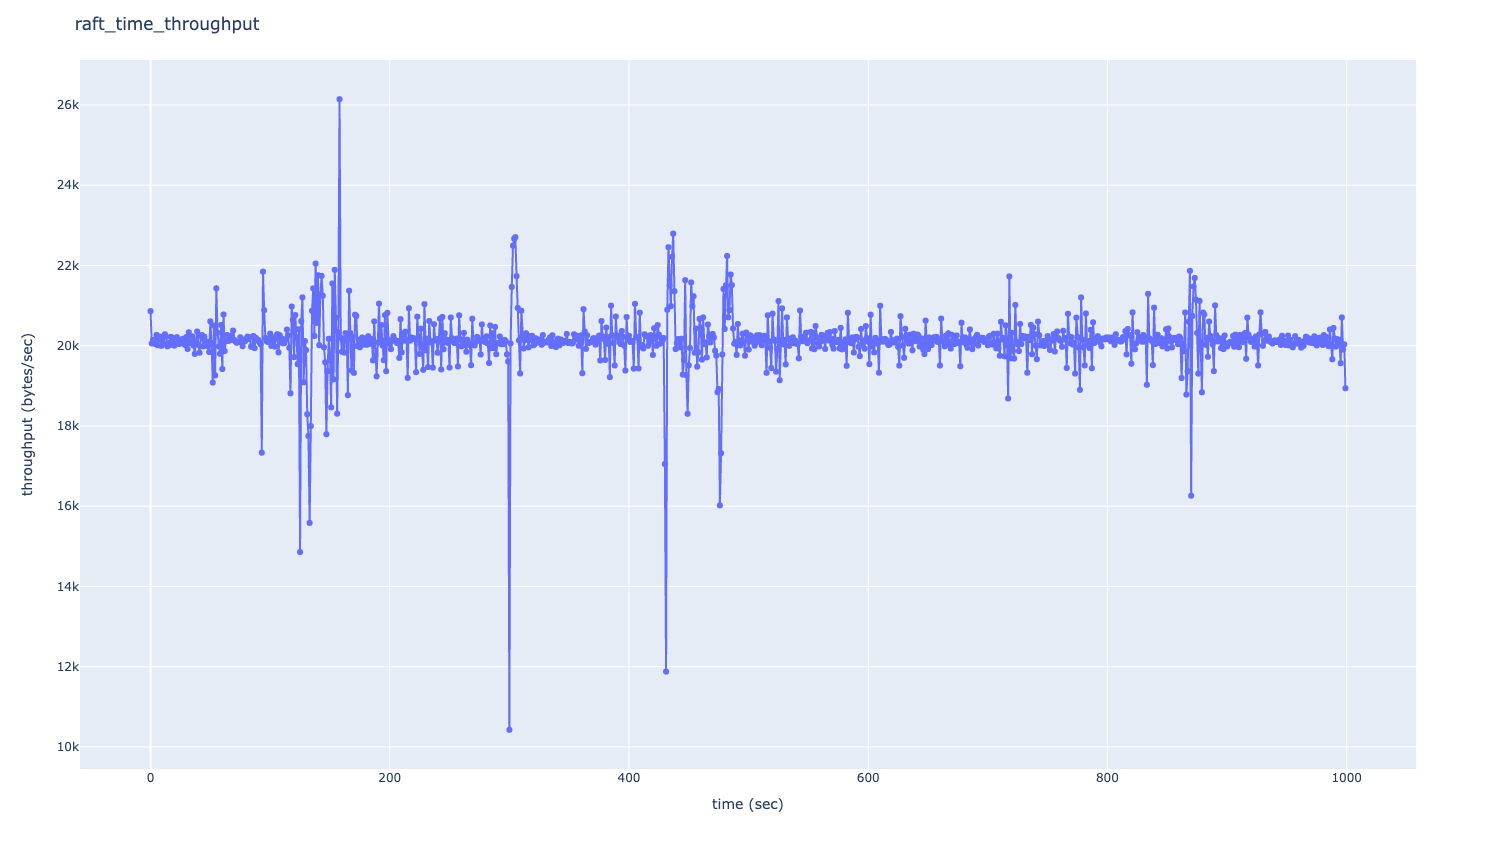 raft_time_throughput
26k
24k
22k
20k
18k
16k
14k
12k
10k
throughput (bytes/sec)
0 200 400 600 800 1000
time (sec)